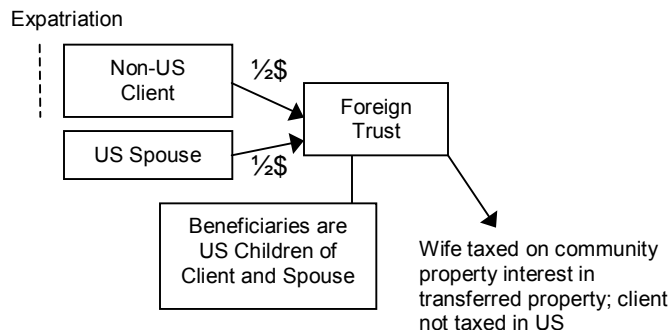 Expatriation
Non-US
Client
½$
Foreign
Trust
US Spouse
½$
Beneficiaries are
US Children of
Client and Spouse
Wife taxed on community
property interest in
transferred property; client
not taxed in US